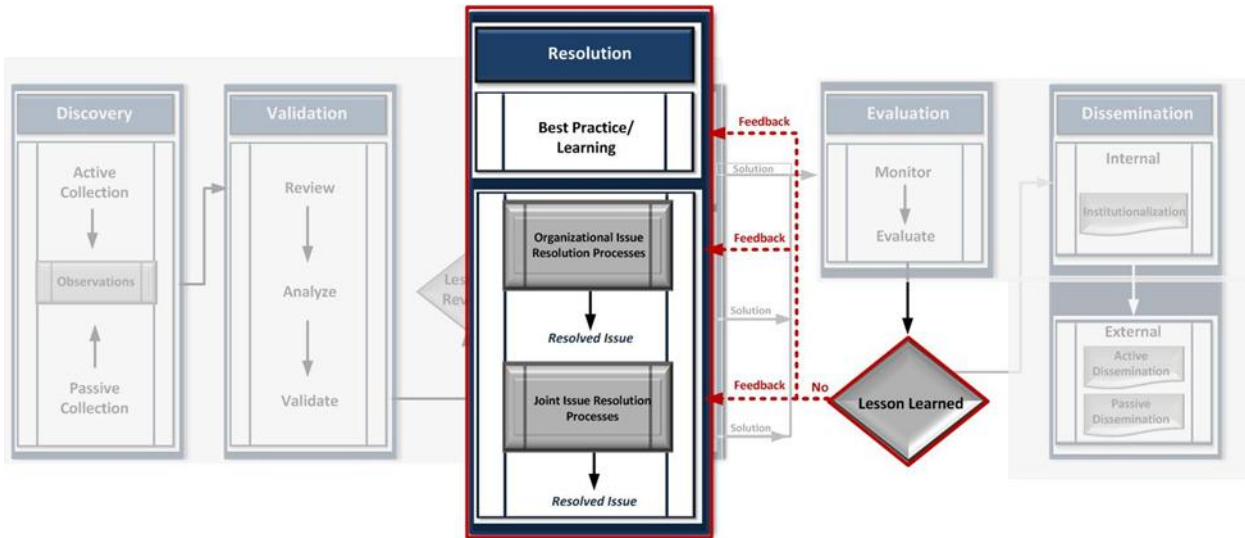 Discovery
Active
Collection
Observations
Passive
Collection
Validation
Review
Analyze
Validate
Resolution
Best Practice/
Learning
Organizational Issue
Resolution Processes
Resolved Issue
Joint Issue Resolution
Processes
Resolved Issue
Feedback
Solution
Feedback
Solution
Feedback
No
Solution
Evaluation
Monitor
Evaluate
Lesson Learned
Dissemination
Internal
Institutionalization
External
Active
Dissemination
Passive
Dissemination